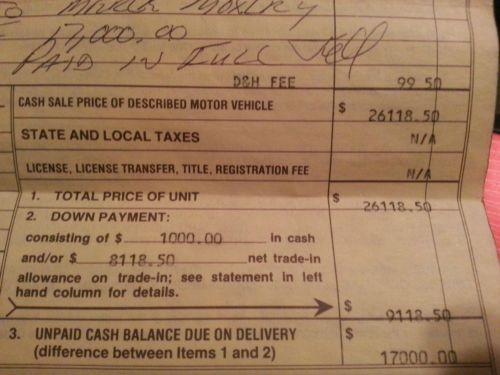 17,000.00
PAID IN FULL
D&H FEE 99.50
CASH SALE PRICE OF DESCRIBED MOTOR VEHICLE $ 26118.50
STATE AND LOCAL TAXES N/A
LICENSE, LICENSE TRANSFER, TITLE, REGISTRATION FEE N/A
1. TOTAL PRICE OF UNIT $ 26118.50
2. DOWN PAYMENT:
consisting of $ 1000.00 in cash
and/or $ 8118.50 net trade-in
allowance on trade-in; see statement in left
hand column for details.
$ 9118.50
3. UNPAID CASH BALANCE DUE ON DELIVERY $
(difference between Items 1 and 2) 17000.00